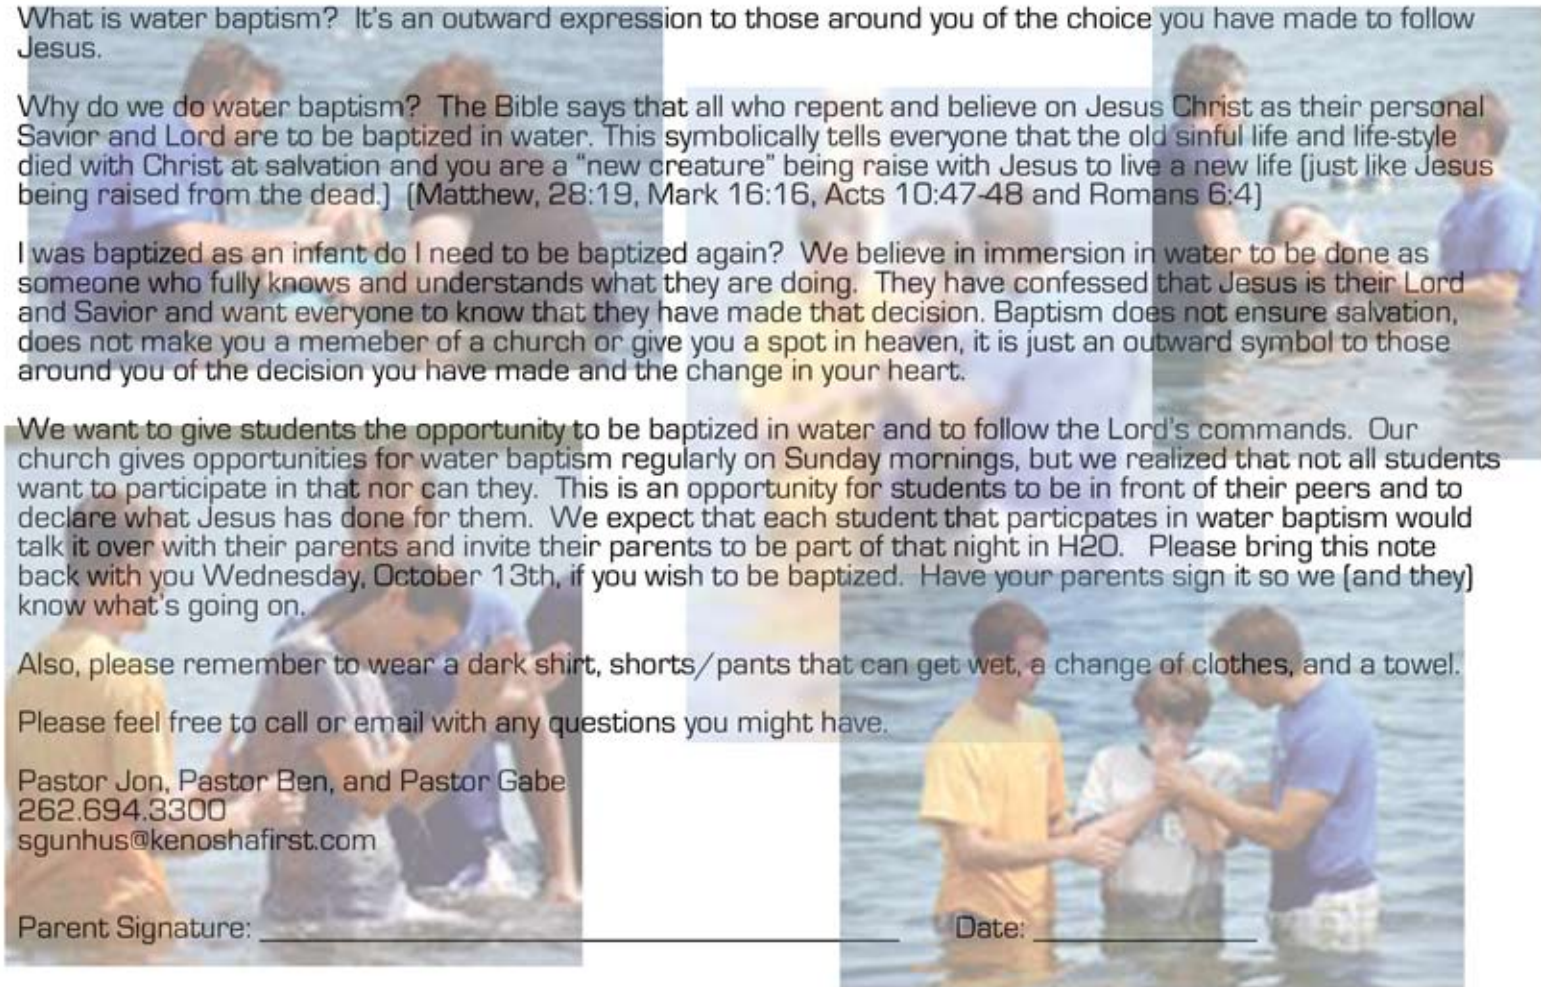 What is water baptism?  It's an outward expression to those around you of the choice you have made to follow
Jesus.
Why do we do water baptism?  The Bible says that all who repent and believe on Jesus Christ as their personal
Savior and Lord are to be baptized in water. This symbolically tells everyone that the old sinful life and life-style
died with Christ at salvation and you are a "new creature" being raise with Jesus to live a new life (just like Jesus
being raised from the dead.)  (Matthew, 28:19, Mark 16:16, Acts 10:47-48 and Romans 6:4)
I was baptized as an infant do I need to be baptized again?  We believe in immersion in water to be done as
someone who fully knows and understands what they are doing.  They have confessed that Jesus is their Lord
and Savior and want everyone to know that they have made that decision. Baptism does not ensure salvation,
does not make you a memeber of a church or give you a spot in heaven, it is just an outward symbol to those
around you of the decision you have made and the change in your heart.
We want to give students the opportunity to be baptized in water and to follow the Lord's commands.  Our
church gives opportunities for water baptism regularly on Sunday mornings, but we realized that not all students
want to participate in that nor can they.  This is an opportunity for students to be in front of their peers and to
declare what Jesus has done for them.  We expect that each student that particpates in water baptism would
talk it over with their parents and invite their parents to be part of that night in H2O.   Please bring this note
back with you Wednesday, October 13th, if you wish to be baptized.  Have your parents sign it so we (and they)
know what's going on.
Also, please remember to wear a dark shirt, shorts/pants that can get wet, a change of clothes, and a towel.
Please feel free to call or email with any questions you might have.
Pastor Jon, Pastor Ben, and Pastor Gabe
262.694.3300
sgunhus@kenoshafirst.com
Parent Signature: ____________________ Date: __________